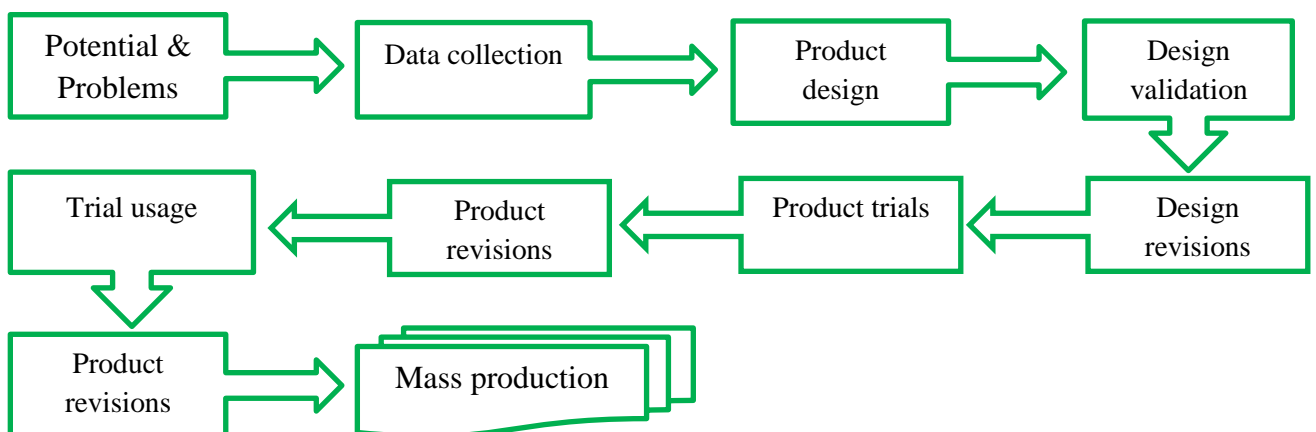 Potential &
Problems
Data collection
Product
design
Design
validation
Design
revisions
Product trials
Product
revisions
Trial usage
Product
revisions
Mass production